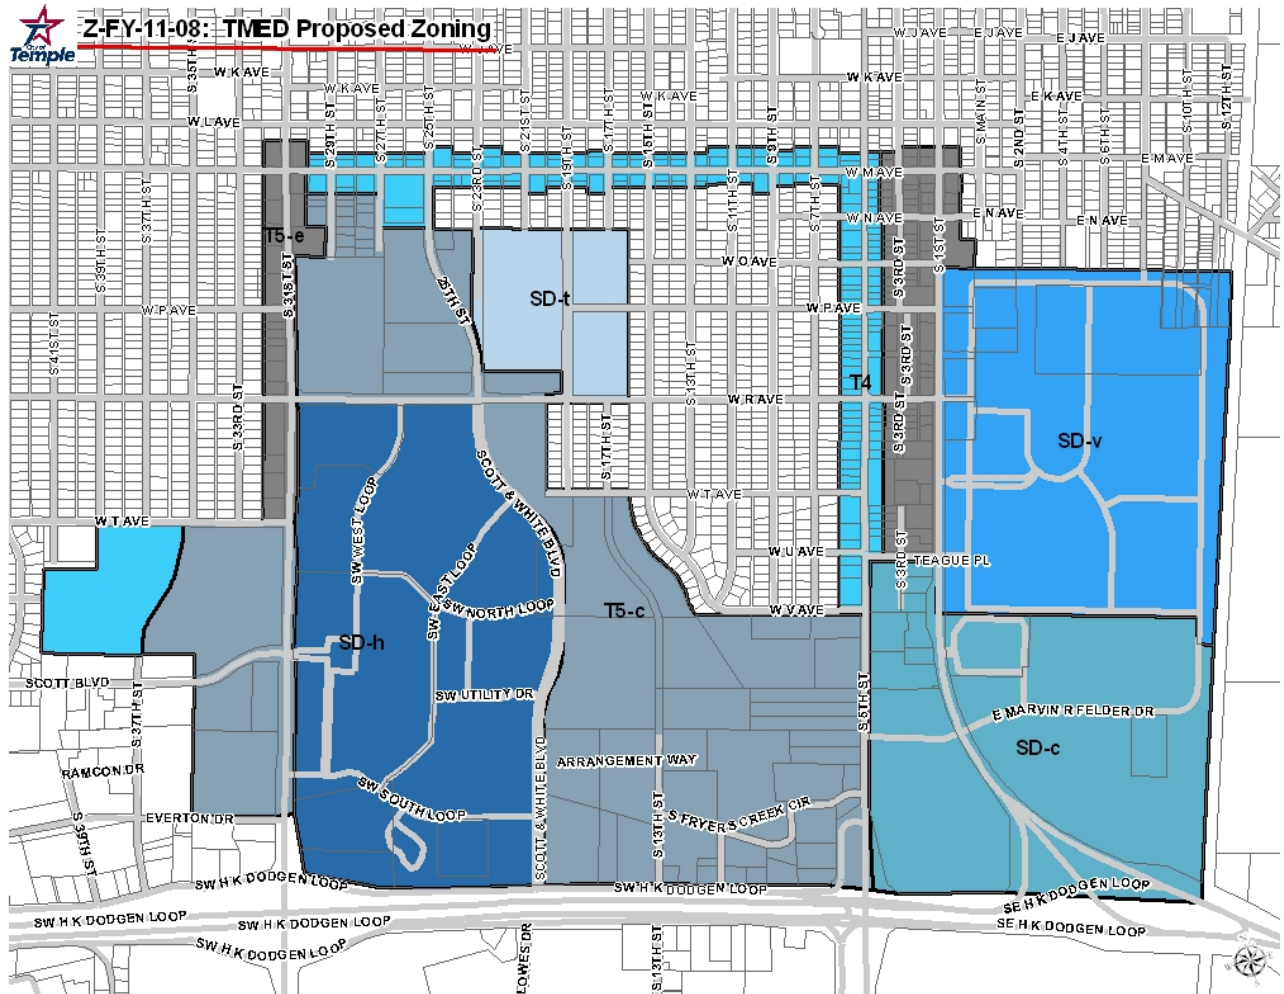 Z-FY-11-08: TMED Proposed Zoning
City of
Temple
W J AVE
W J AVE
E J AVE
E J AVE
S 35TH S
W K AVE
W K AVE
W K AVE
W K AVE
E K AVE
W L AVE
S 29TH ST
S 27TH ST
S 25TH ST
S 21ST ST
S 19TH ST
S 17TH ST
S 15TH ST
S 9TH ST
S MAIN ST
S 2ND ST
S 4TH ST
S 6TH ST
S 10TH ST
S 12TH ST
E M AVE
W M AVE
S 37TH ST
S 39TH ST
S 23RD ST
S 11TH ST
S 7TH ST
W N AVE
E N AVE
E N AVE
T5-e
S 31ST ST
25TH ST
SD-t
W O AVE
S 3RD ST
S 1ST ST
W P AVE
W P AVE
S 41ST ST
S 13TH ST
S 3RD ST
T4
W R AVE
S 33RD ST
S 17TH ST
S 3RD ST
SD-v
SCOTT & WHITE BLVD
W T AVE
W T AVE
SW WEST LOOP
SW EAST LOOP
SW NORTH LOOP
W U AVE
S 3RD ST
TEAGUE PL
T5-c
W V AVE
SD-h
SCOTT BLVD
S 37TH ST
SW UTILITY DR
S 5TH ST
E MARVIN R FELDER DR
SD-c
SCOTT & WHITE BLVD
ARRANGEMENT WAY
RAMCON DR
SW SOUTH LOOP
S 13TH ST
S FRYERS CREEK CIR
EVERTON DR
S 39TH ST
SW H K DODGEN LOOP
SW H K DODGEN LOOP
SE H K DODGEN LOOP
SW H K DODGEN LOOP
SW H K DODGEN LOOP
SE H K DODGEN LOOP
SW H K DODGEN LOOP
LOWES DR
S 13TH ST